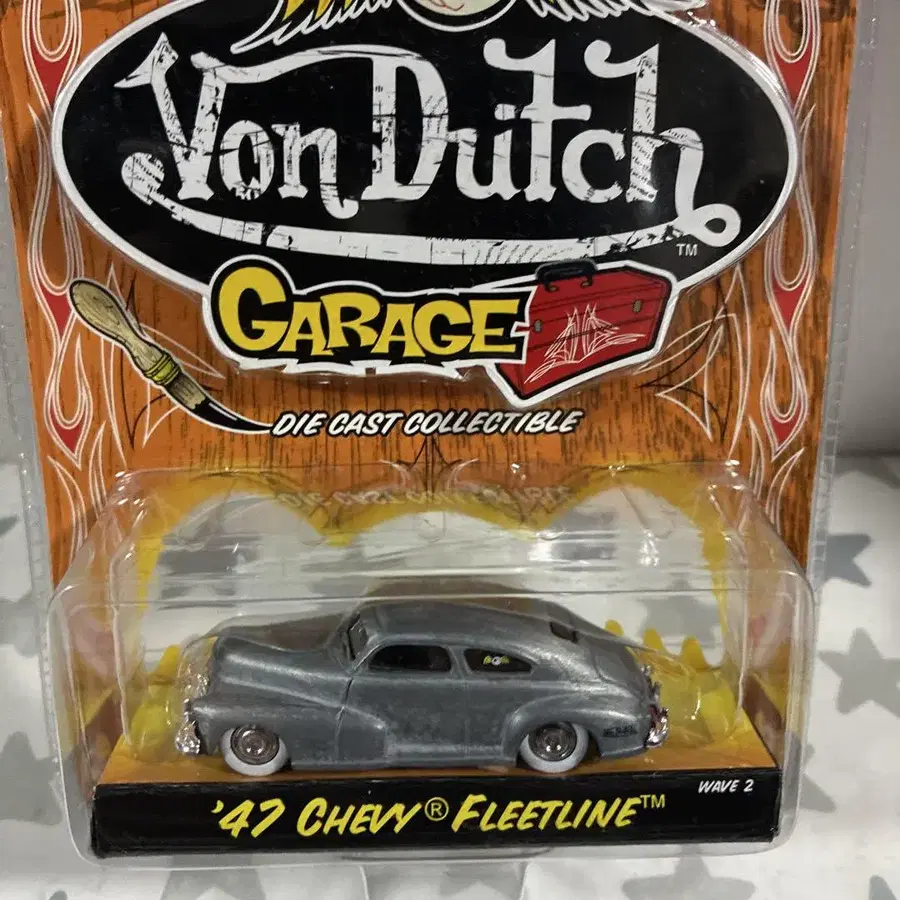 Von Dutch
TM
GARAGE
DIE CAST COLLECTIBLE
WAVE 2
'47 CHEVY® FLEETLINE™